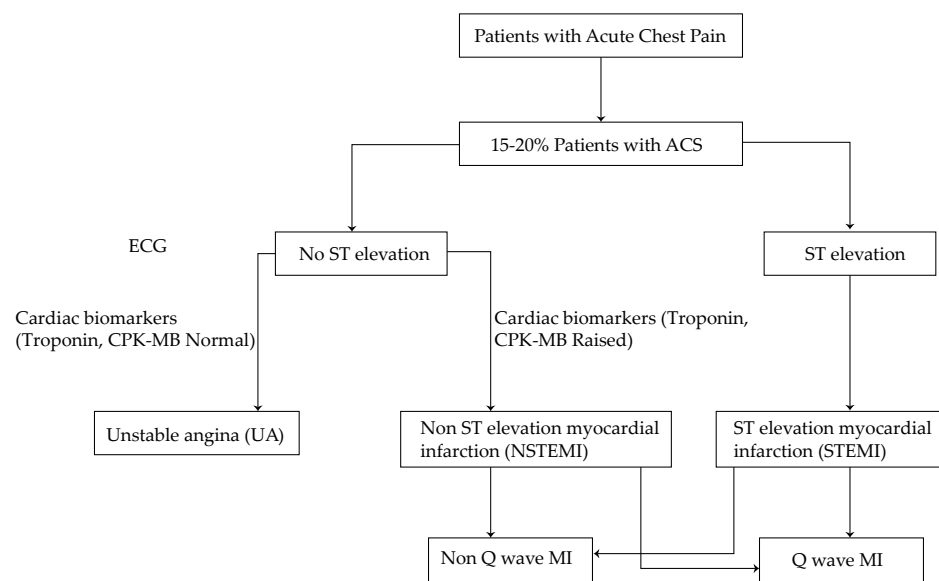 Patients with Acute Chest Pain
15-20% Patients with ACS
ECG
No ST elevation
ST elevation
Cardiac biomarkers
(Troponin, CPK-MB Normal)
Cardiac biomarkers (Troponin,
CPK-MB Raised)
Unstable angina (UA)
Non ST elevation myocardial
infarction (NSTEMI)
ST elevation myocardial
infarction (STEMI)
Non Q wave MI
Q wave MI